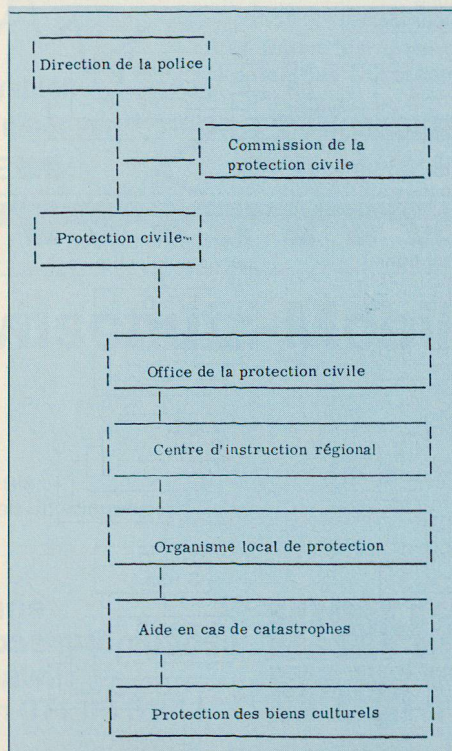 Direction de la police
Commission de la
protection civile
Protection civile
Office de la protection civile
Centre d'instruction régional
Organisme local de protection
Aide en cas de catastrophes
Protection des biens culturels